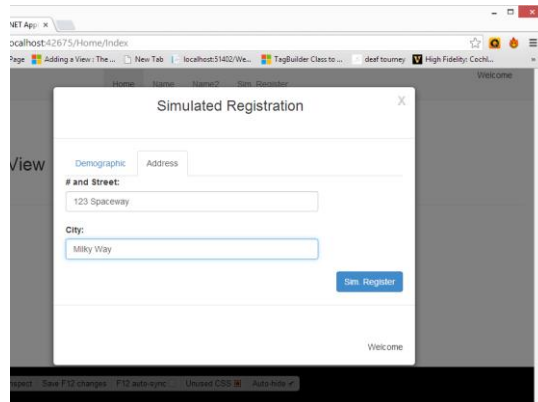 NET App ×
ocalhost:42675/Home/Index
Page Adding a View : The ... New Tab localhost:51402/We... TagBuilder Class to ... deaf tourney High Fidelity: Cochl...
Home Name Name2 Sim. Register Welcome
Simulated Registration X
View
Demographic Address
# and Street:
123 Spaceway
City:
Milky Way
Sim. Register
Welcome
nspect Save F12 changes F12 auto-sync Unused CSS Auto-hide ✔